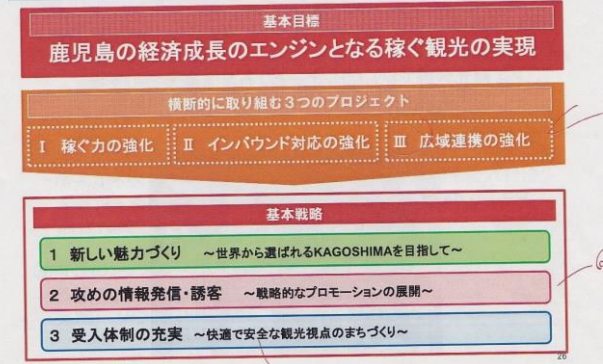 基本目標
鹿児島の経済成長のエンジンとなる稼ぐ観光の実現
横断的に取り組む3つのプロジェクト
Ⅰ 稼ぐ力の強化 Ⅱ インバウンド対応の強化 Ⅲ 広域連携の強化
基本戦略
1 新しい魅力づくり ～世界から選ばれるKAGOSHIMAを目指して～
2 攻めの情報発信・誘客 ～戦略的なプロモーションの展開～
3 受入体制の充実 ～快適で安全な観光視点のまちづくり～
26